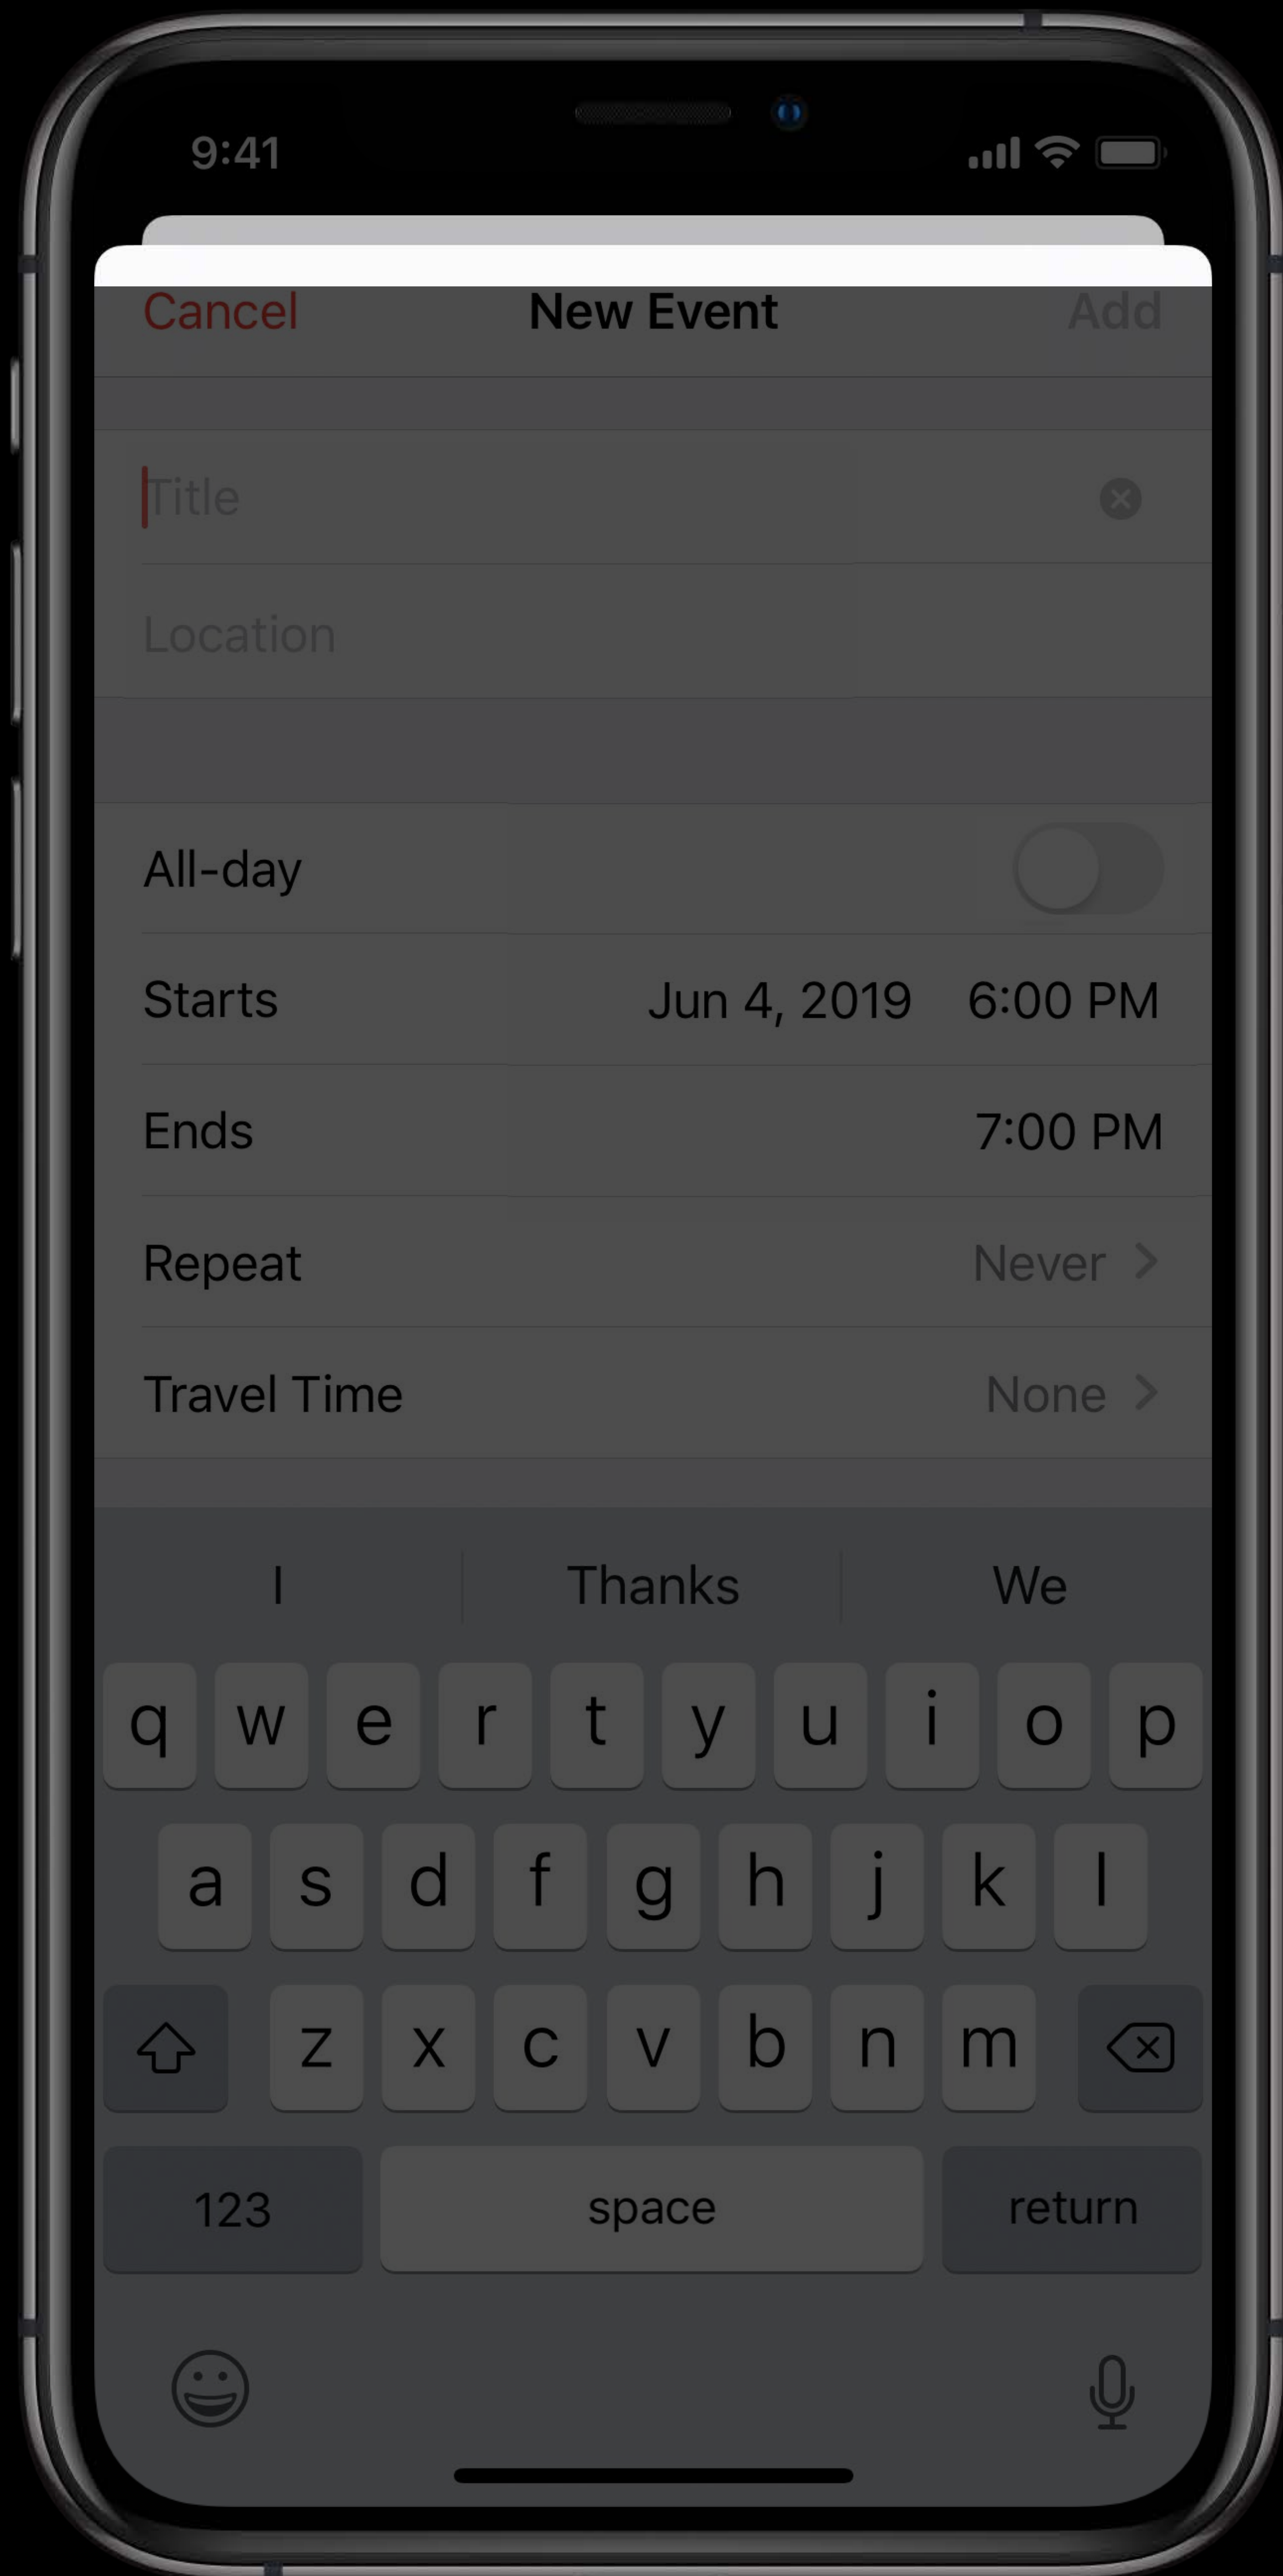 9:41
Cancel New Event Add
Title
Location
All-day
Starts Jun 4, 2019 6:00 PM
Ends 7:00 PM
Repeat Never
Travel Time None
I Thanks We
q w e r t y u i o p
a s d f g h j k l
z x c v b n m
123 space return